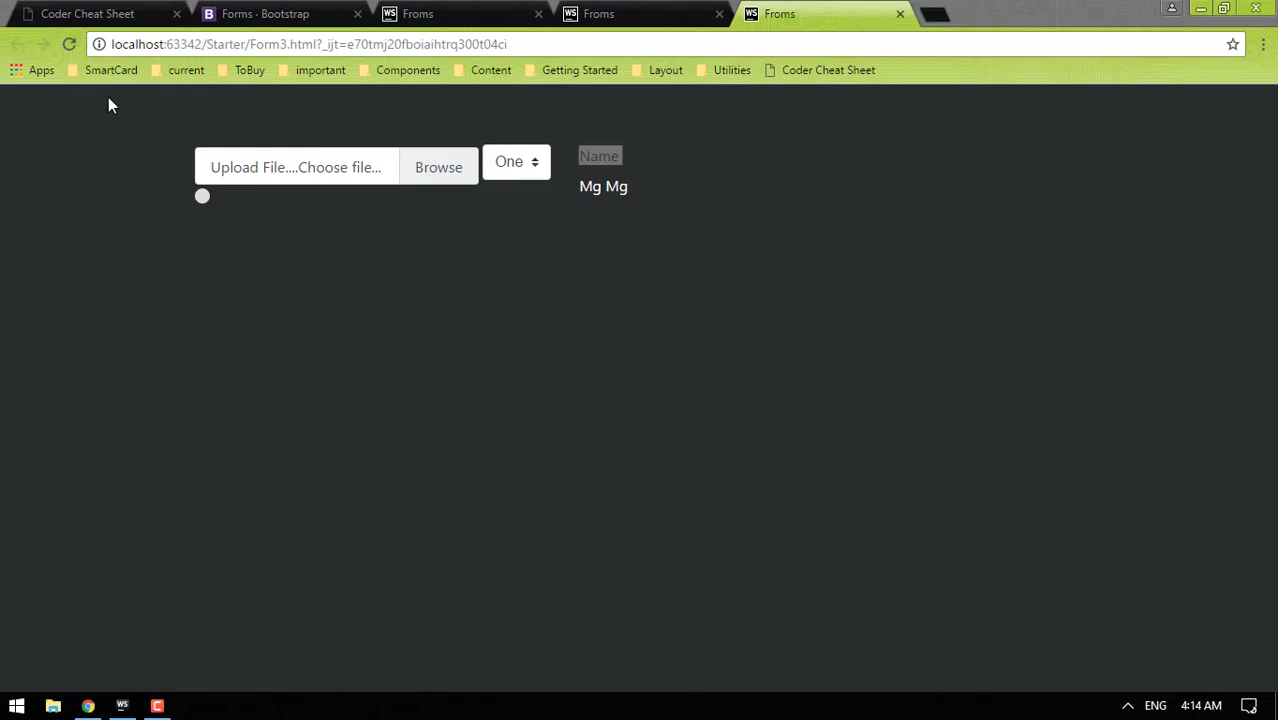 Coder Cheat Sheet
Forms - Bootstrap
Froms
Froms
Froms
localhost:63342/Starter/Form3.html?_ijt=e70tmj20fboiaihtrq300t04ci
Apps SmartCard current ToBuy important Components Content Getting Started Layout Utilities Coder Cheat Sheet
Upload File....Choose file... Browse One Name
Mg Mg
WS C ENG 4:14 AM